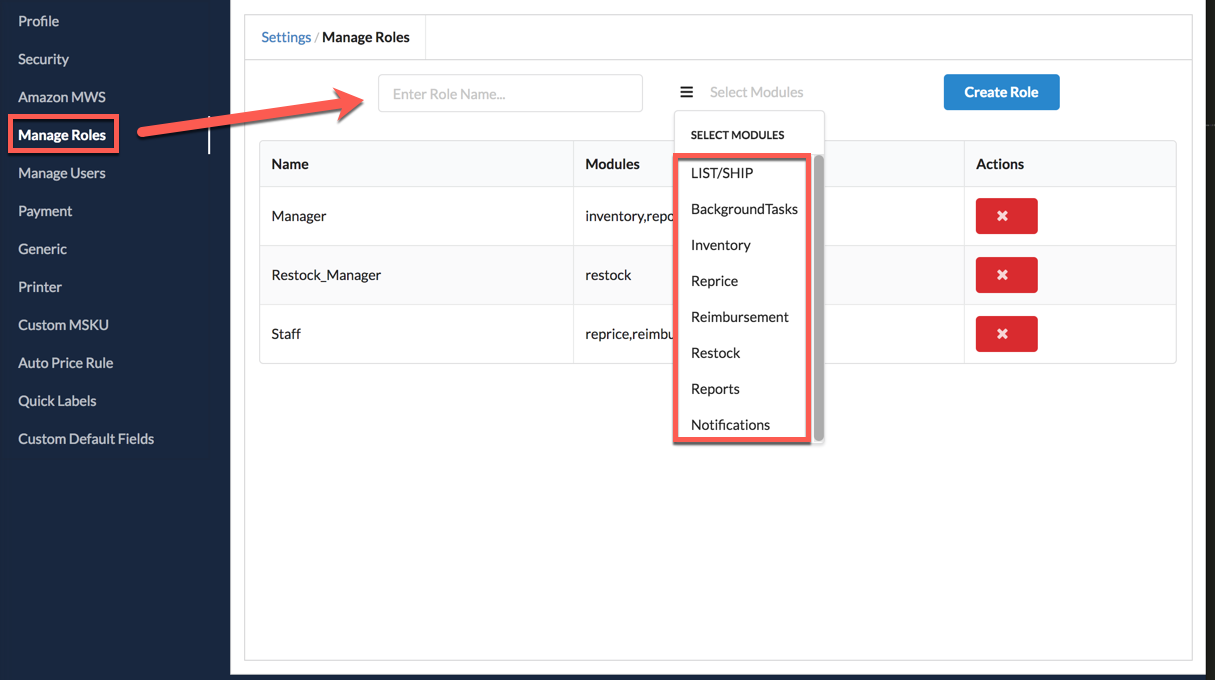 Profile
Security
Amazon MWS
Manage Roles
Manage Users
Payment
Generic
Printer
Custom MSKU
Auto Price Rule
Quick Labels
Custom Default Fields
Settings / Manage Roles
Enter Role Name...
Select Modules
Create Role
SELECT MODULES
LIST/SHIP
BackgroundTasks
Inventory
Reprice
Reimbursement
Restock
Reports
Notifications
Name Modules Actions
Manager inventory,repo
Restock_Manager restock
Staff reprice,reimbu